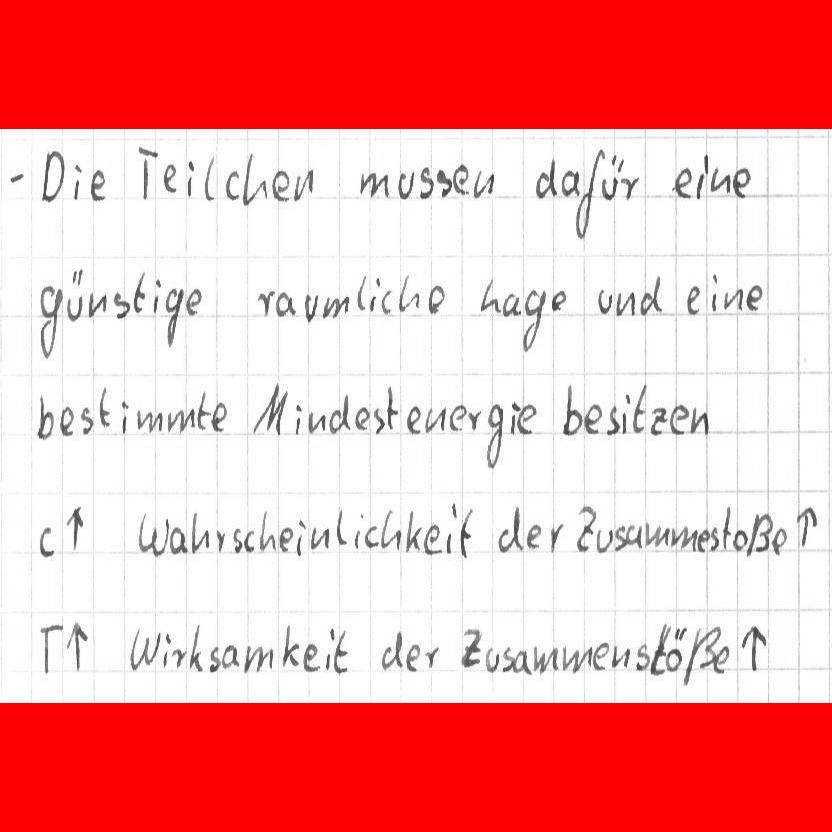 - Die Teilchen mussen dafür eine
günstige raumliche Lage und eine
bestimmte Mindestenergie besitzen
c↑ Wahrscheinlichkeit der Zusammestoße↑
T↑ Wirksamkeit der Zusammenstöße↑